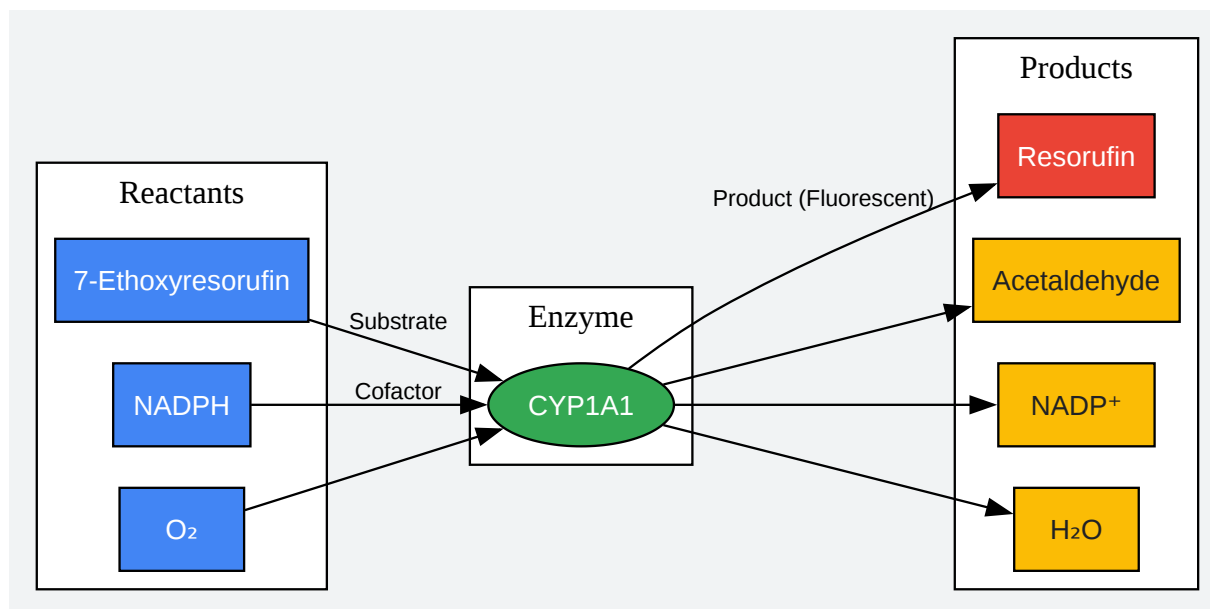 Reactants
7-Ethoxyresorufin
NADPH
O₂
Substrate
Cofactor
Enzyme
CYP1A1
Product (Fluorescent)
Products
Resorufin
Acetaldehyde
NADP⁺
H₂O